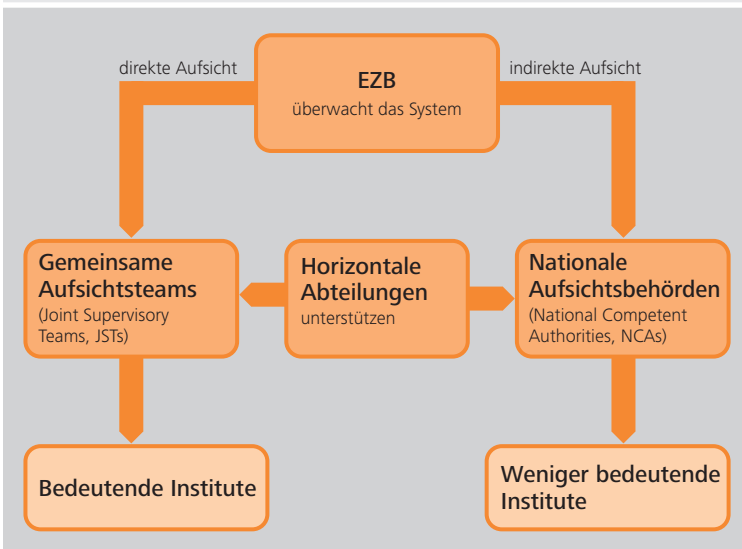 direkte Aufsicht
EZB
überwacht das System
indirekte Aufsicht
Gemeinsame
Aufsichtsteams
(Joint Supervisory
Teams, JSTs)
Horizontale
Abteilungen
unterstützen
Nationale
Aufsichtsbehörden
(National Competent
Authorities, NCAs)
Bedeutende Institute
Weniger bedeutende
Institute